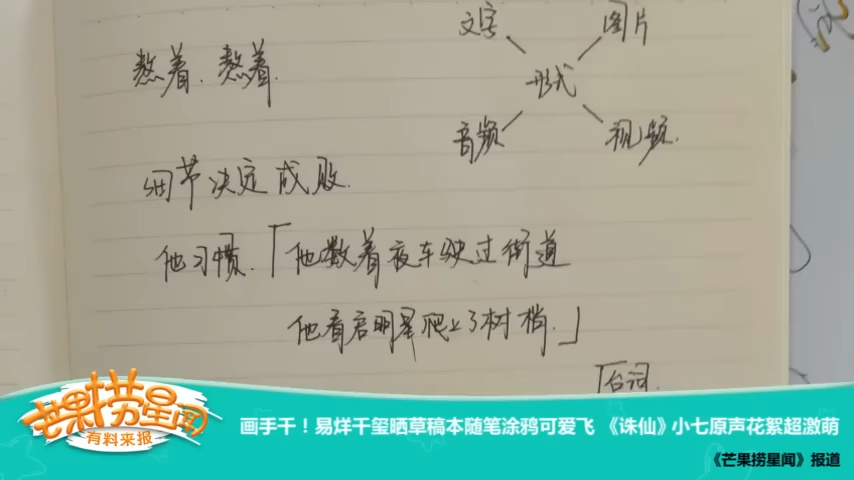 文字 图片
熬着、熬着.
形式
音频 视频.
细节决定成败.
他习惯.「他数着夜车驶过街道
他看启明星爬上了树梢.」
「台词.
芒果捞星闻
有料来报
画手千！易烊千玺晒草稿本随笔涂鸦可爱飞 《诛仙》小七原声花絮超激萌
《芒果捞星闻》报道